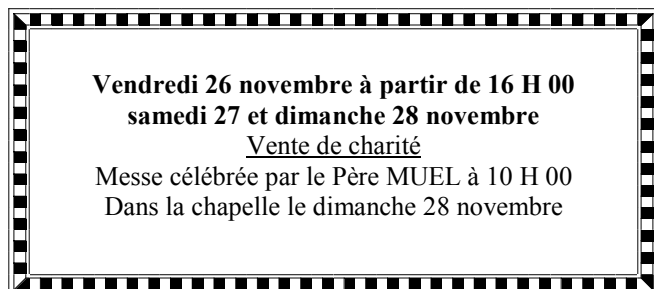 Vendredi 26 novembre à partir de 16 H 00
samedi 27 et dimanche 28 novembre
Vente de charité
Messe célébrée par le Père MUEL à 10 H 00
Dans la chapelle le dimanche 28 novembre